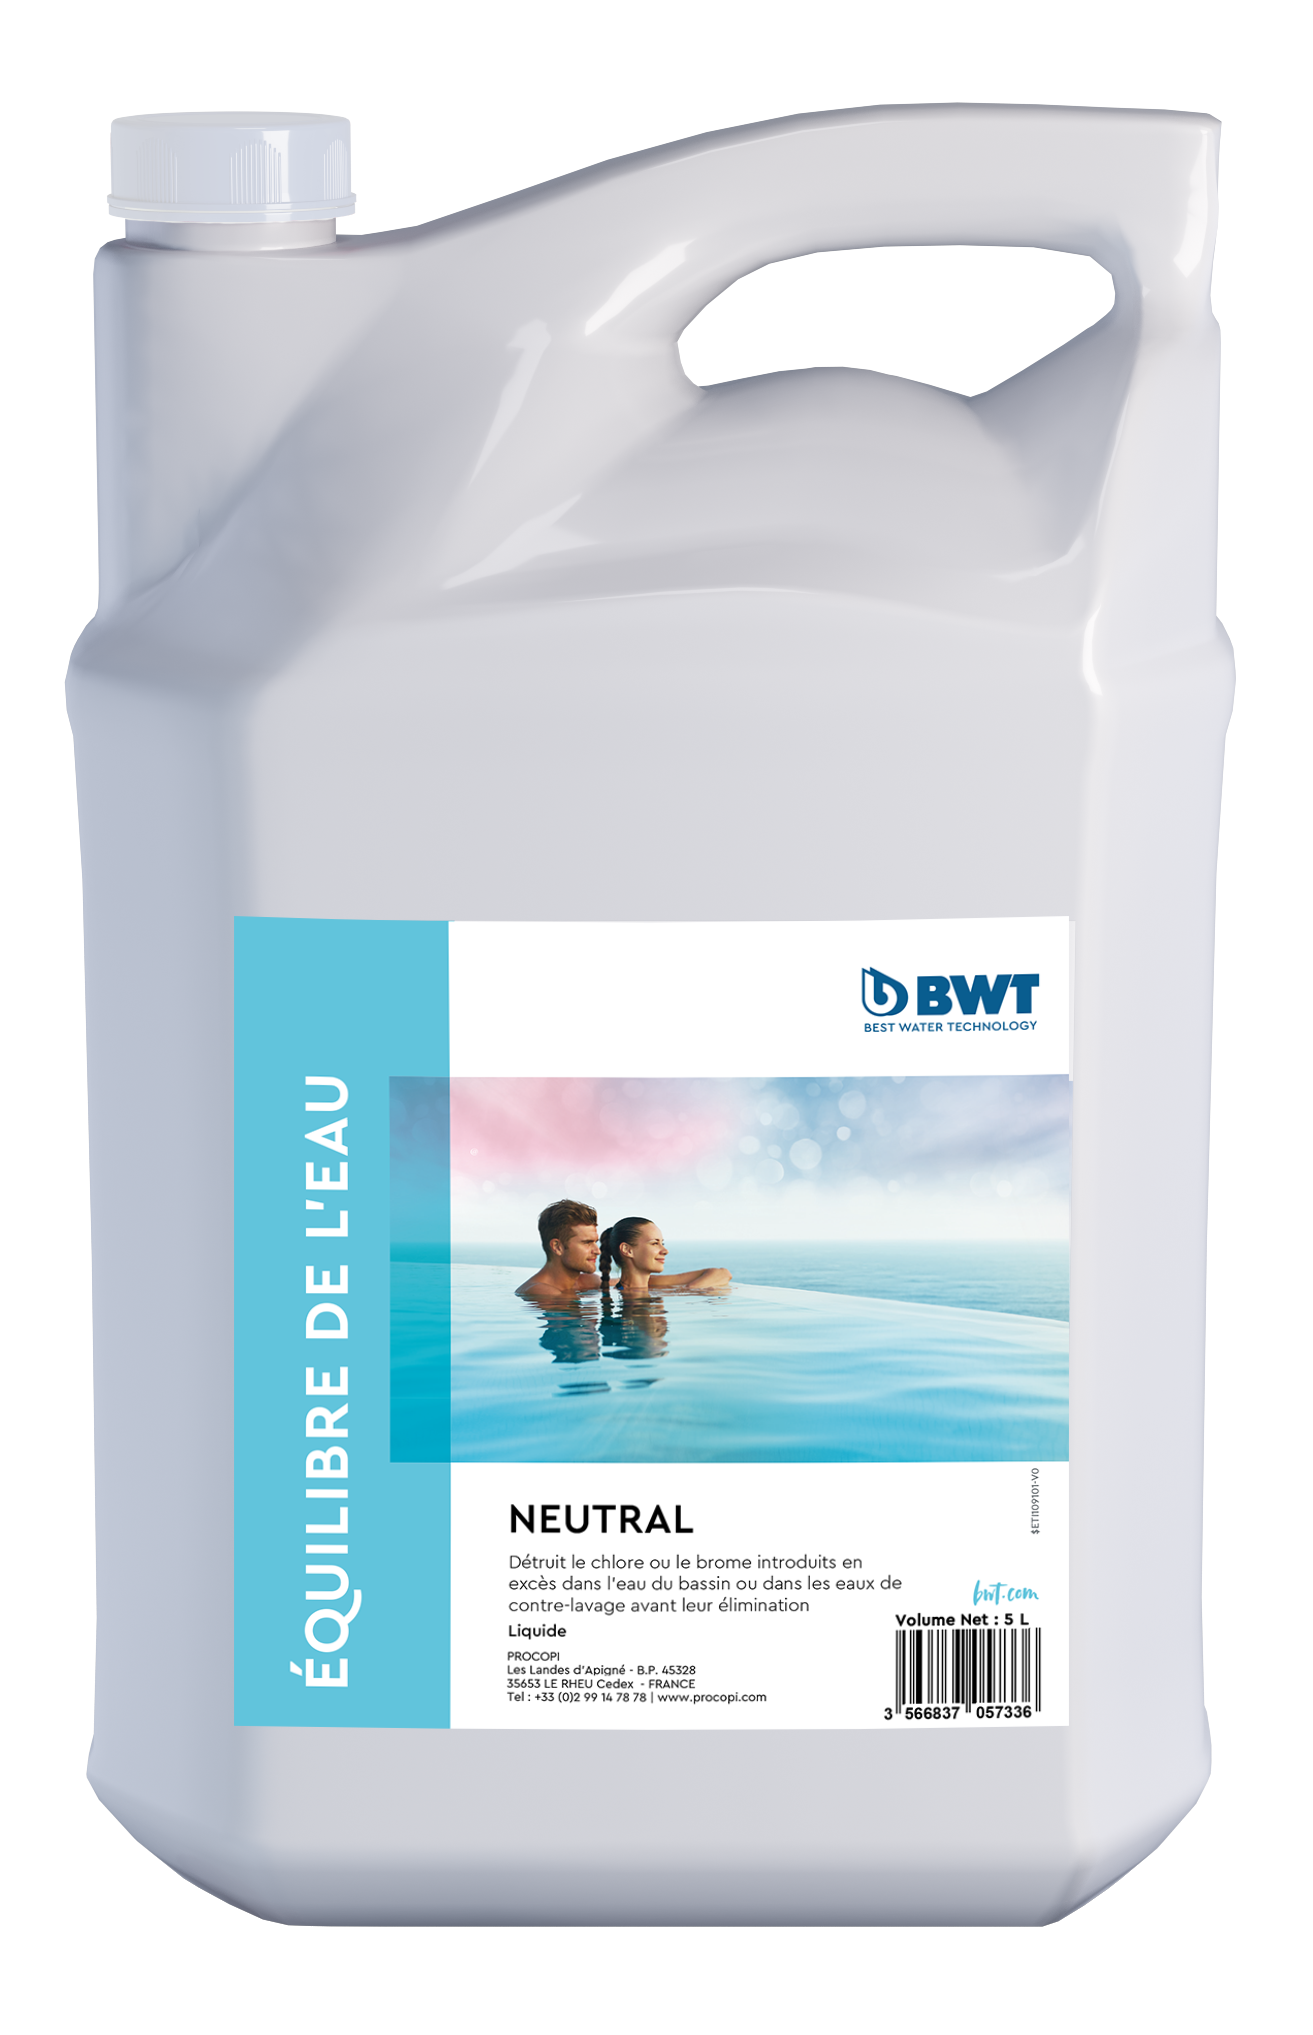 BWT
BEST WATER TECHNOLOGY
ÉQUILIBRE DE L'EAU
NEUTRAL
Détruit le chlore ou le brome introduits en
excès dans l'eau du bassin ou dans les eaux de
contre-lavage avant leur élimination
Liquide
PROCOPI
Les Landes d'Apigné - B.P. 45328
35653 LE RHEU Cedex - FRANCE
Tel : +33 (0)2 99 14 78 78 | www.procopi.com
$ETI109101-V0
bwt.com
Volume Net : 5 L
3 566837 057336